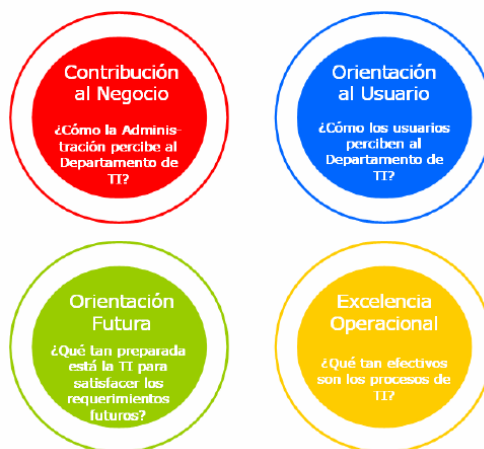 Contribución
al Negocio
¿Cómo la Adminis-
tración percibe al
Departamento de
TI?
Orientación
al Usuario
¿Cómo los usuarios
perciben al
Departamento de
TI?
Orientación
Futura
¿Qué tan preparada
está la TI para
satisfacer los
requerimientos
futuros?
Excelencia
Operacional
¿Qué tan efectivos
son los procesos de
TI?